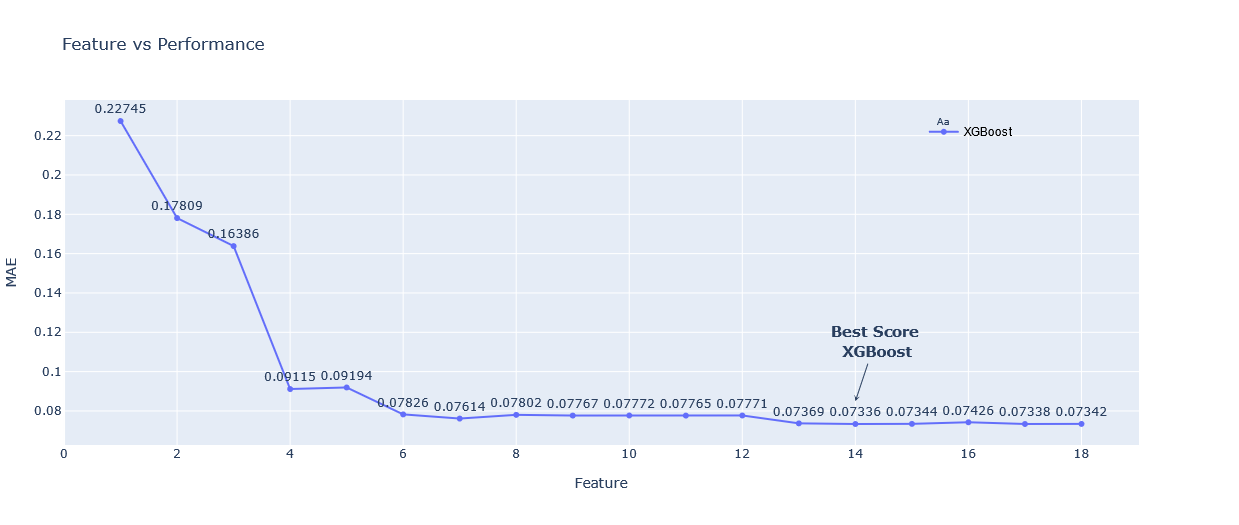 Feature vs Performance
0.22745
Aa
XGBoost
0.22
0.2
0.17809
0.18
0.16386
0.16
MAE
0.14
0.12
Best Score
XGBoost
0.1
0.09115 0.09194
0.08
0.07826 0.07614 0.07802 0.07767 0.07772 0.07765 0.07771 0.07369 0.07336 0.07344 0.07426 0.07338 0.07342
0 2 4 6 8 10 12 14 16 18
Feature